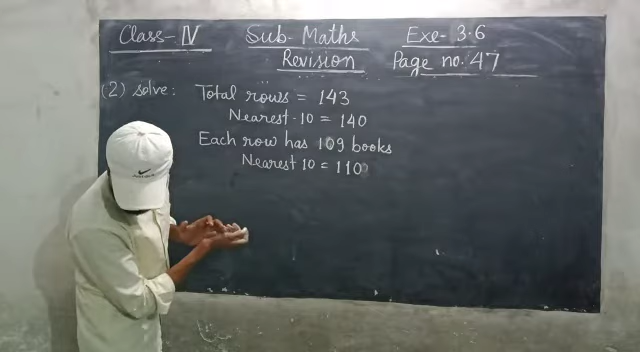 Class- IV Sub- Maths Exe- 3.6
Revision Page no. 47
(2) solve: Total rows = 143
Nearest-10 = 140
Each row has 109 books
Nearest 10 = 110